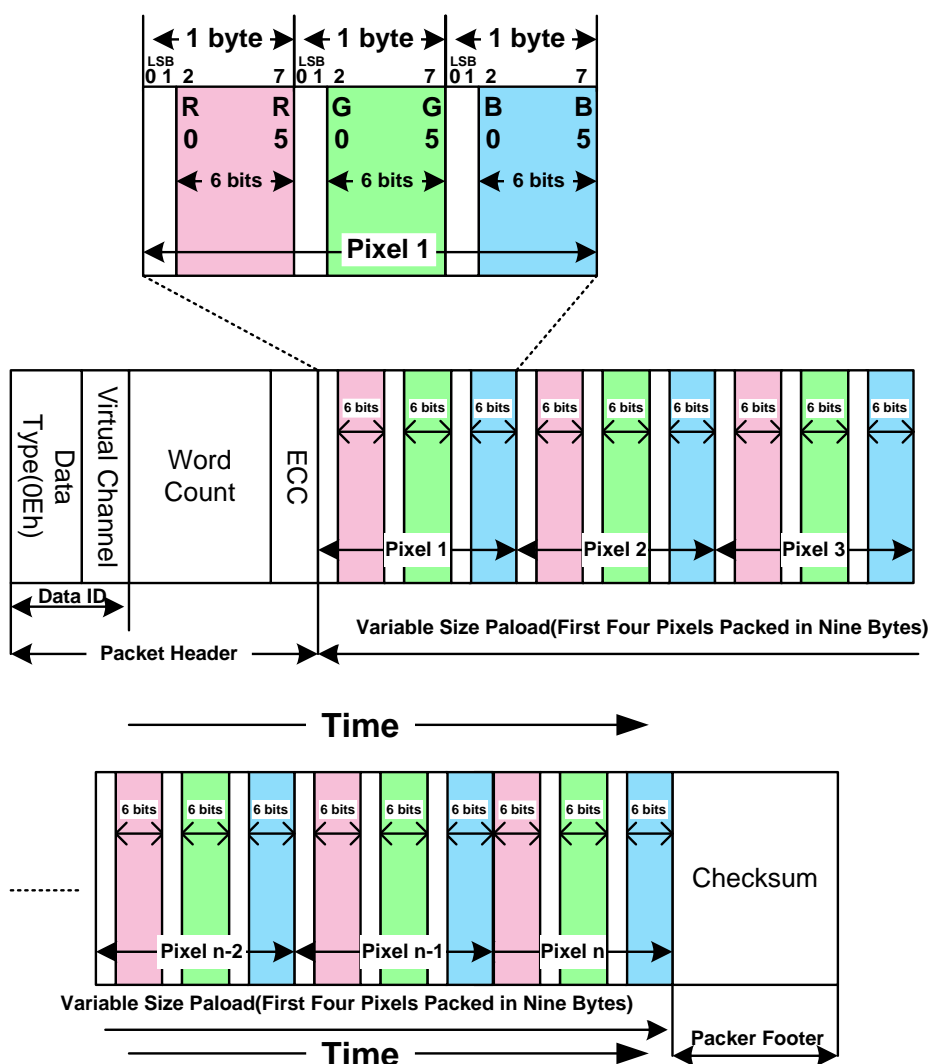 1 byte 1 byte 1 byte
LSB LSB LSB
0 1 2 7 0 1 2 7 0 1 2 7
R R G G B B
0 5 0 5 0 5
6 bits 6 bits 6 bits
Pixel 1
Data Type(0Eh)
Virtual Channel
Word Count
ECC
6 bits 6 bits 6 bits 6 bits 6 bits 6 bits 6 bits 6 bits 6 bits
Pixel 1 Pixel 2 Pixel 3
Data ID
Variable Size Paload(First Four Pixels Packed in Nine Bytes)
Packet Header
Time
6 bits 6 bits 6 bits 6 bits 6 bits 6 bits 6 bits 6 bits 6 bits
Checksum
Pixel n-2 Pixel n-1 Pixel n
Variable Size Paload(First Four Pixels Packed in Nine Bytes)
Packer Footer
Time